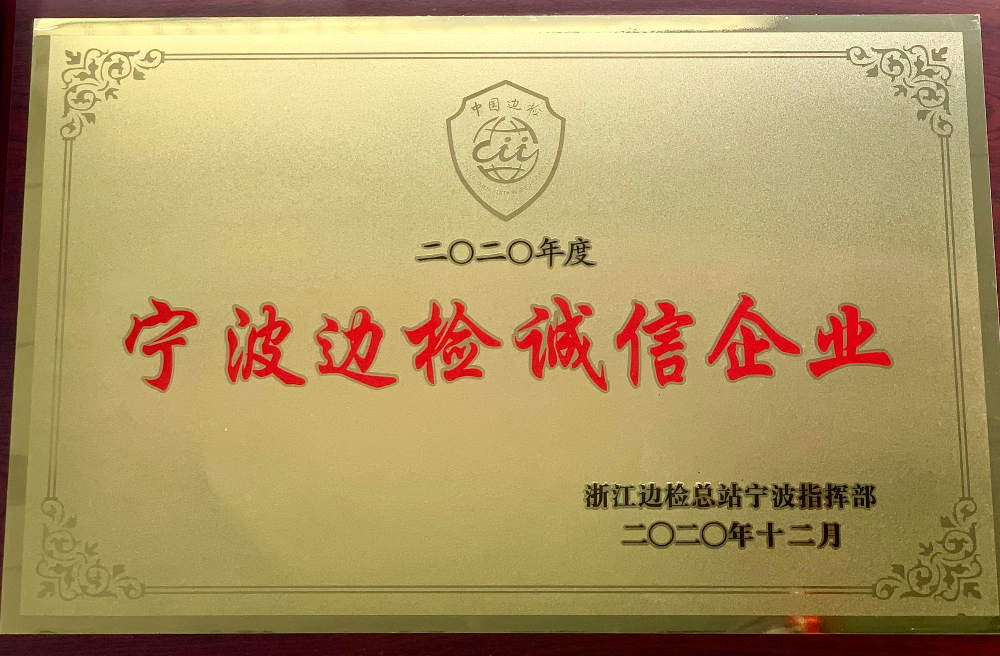 中国边检
二〇二〇年度
宁波边检诚信企业
浙江边检总站宁波指挥部
二〇二〇年十二月